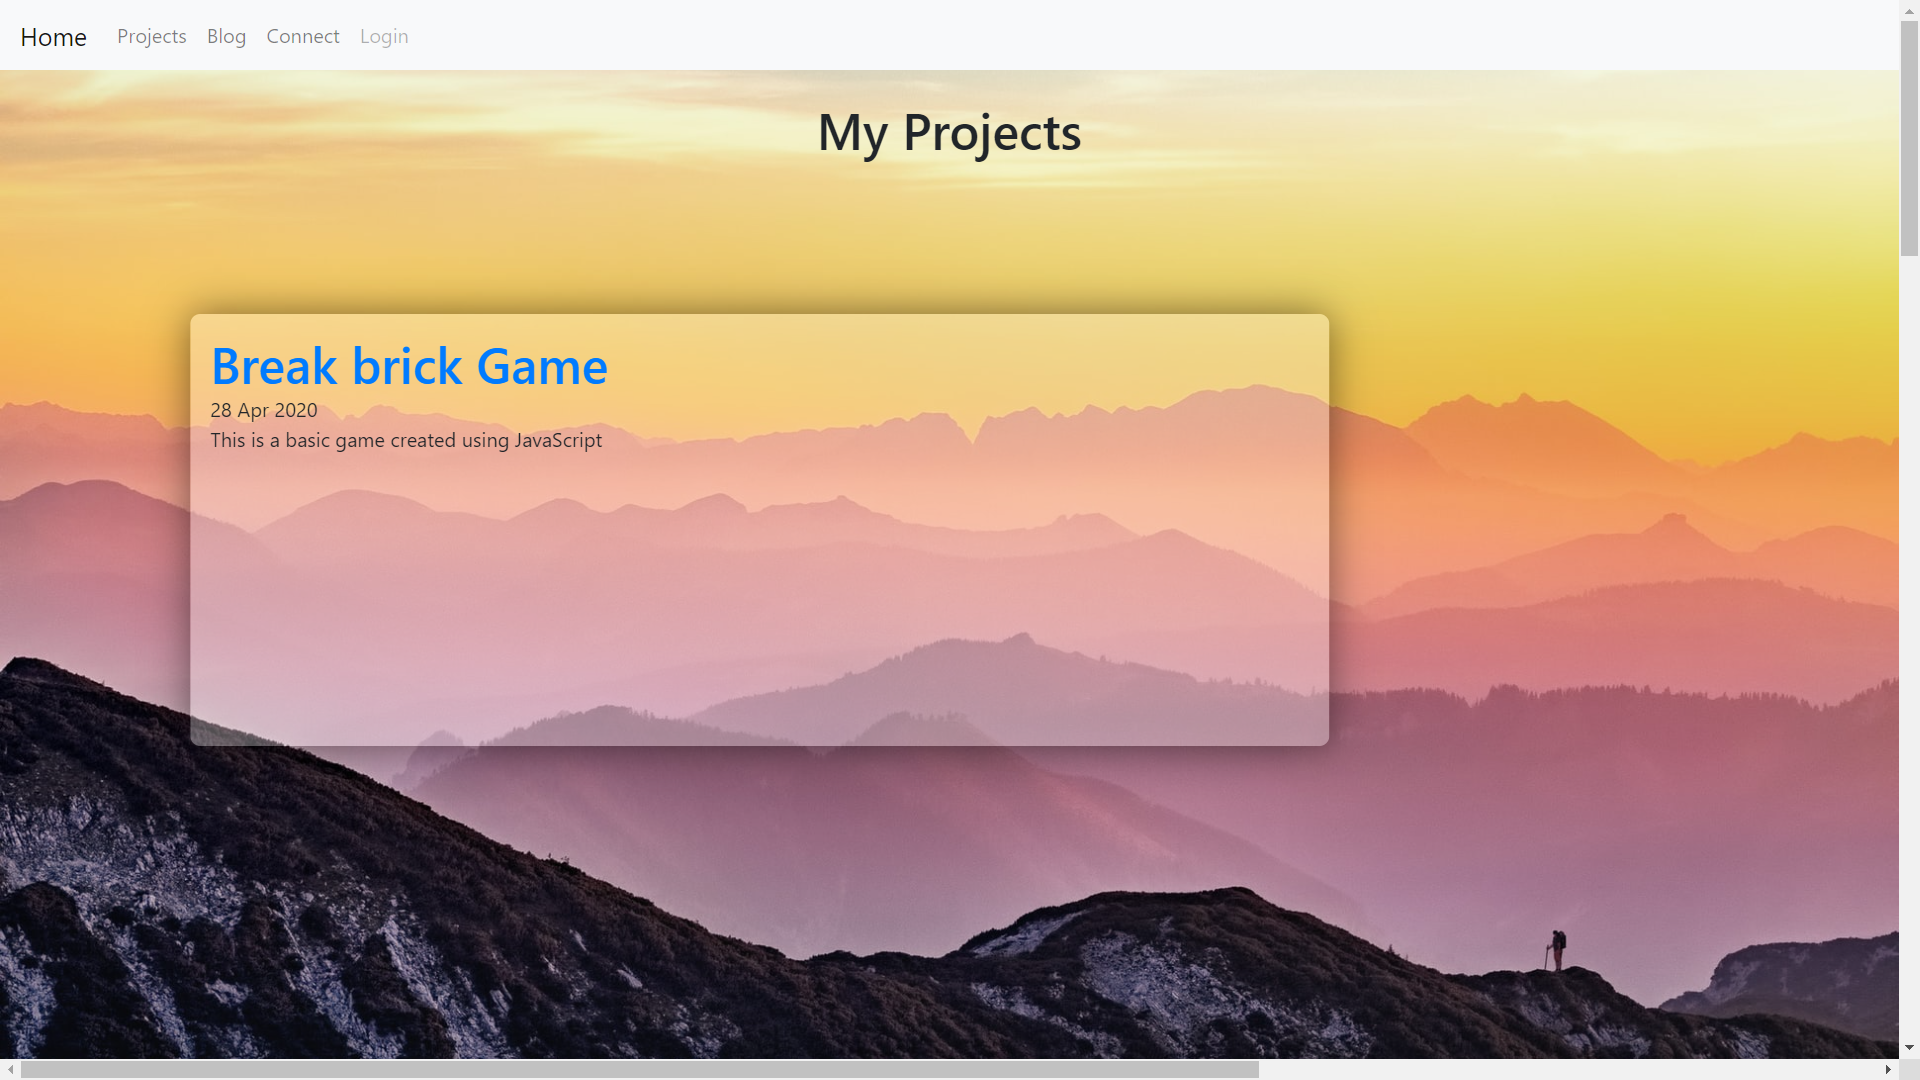 Home Projects Blog Connect Login
My Projects
Break brick Game
28 Apr 2020
This is a basic game created using JavaScript